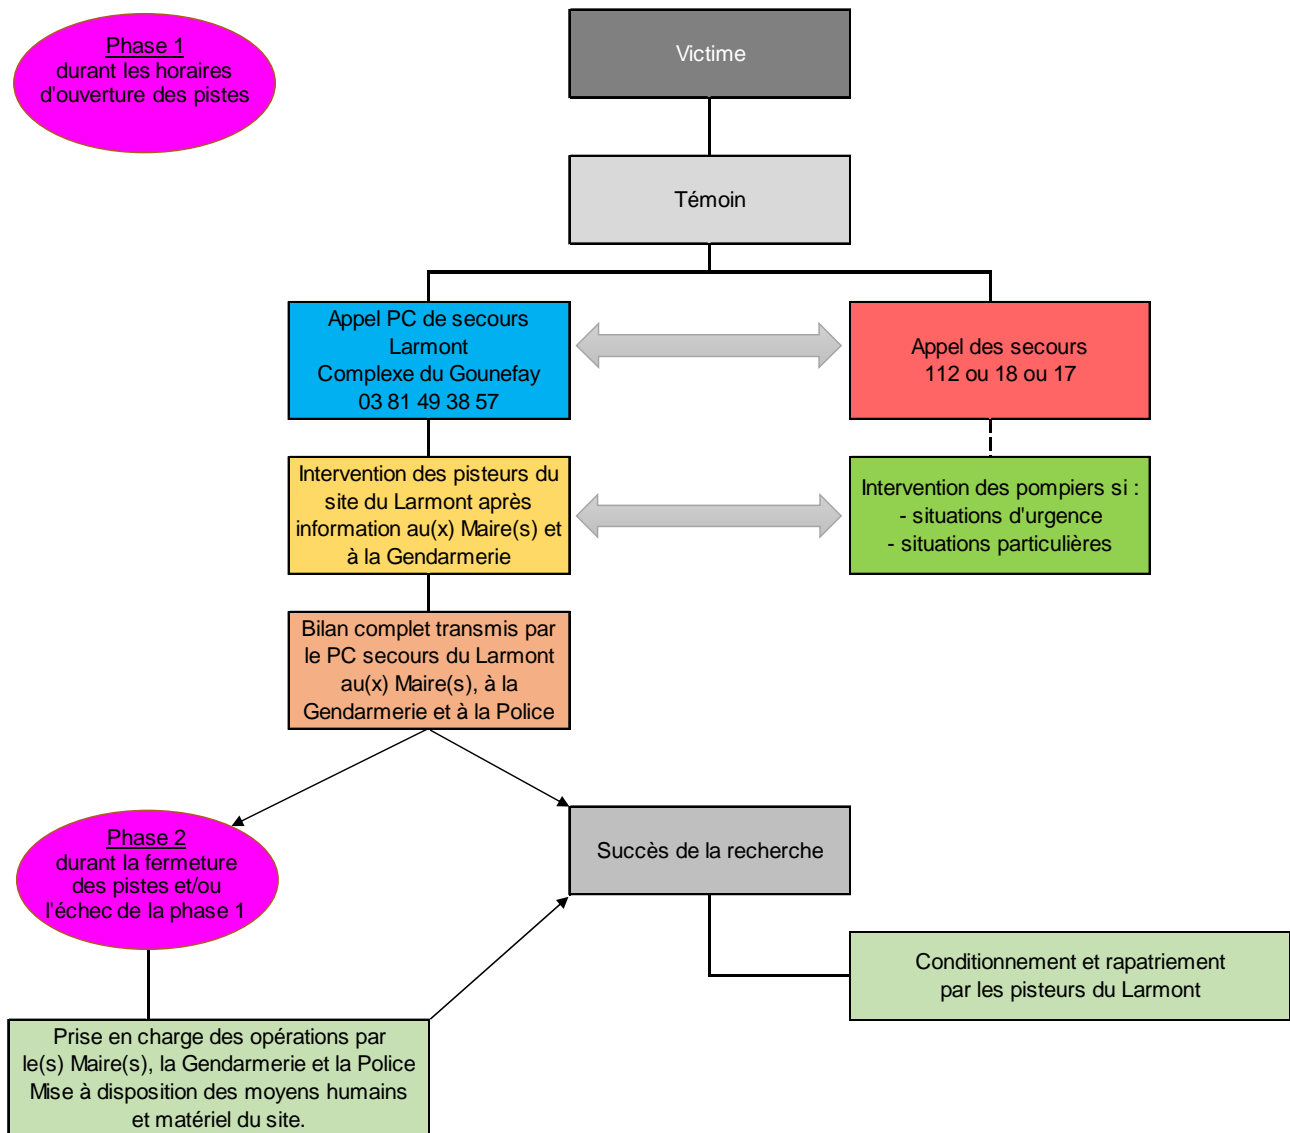 Phase 1
durant les horaires
d'ouverture des pistes
Victime
Témoin
Appel PC de secours
Larmont
Complexe du Gounefay
03 81 49 38 57
Appel des secours
112 ou 18 ou 17
Intervention des pisteurs du
site du Larmont après
information au(x) Maire(s) et
à la Gendarmerie
Intervention des pompiers si :
- situations d'urgence
- situations particulières
Bilan complet transmis par
le PC secours du Larmont
au(x) Maire(s), à la
Gendarmerie et à la Police
Phase 2
durant la fermeture
des pistes et/ou
l'échec de la phase 1
Succès de la recherche
Conditionnement et rapatriement
par les pisteurs du Larmont
Prise en charge des opérations par
le(s) Maire(s), la Gendarmerie et la Police
Mise à disposition des moyens humains
et matériel du site.